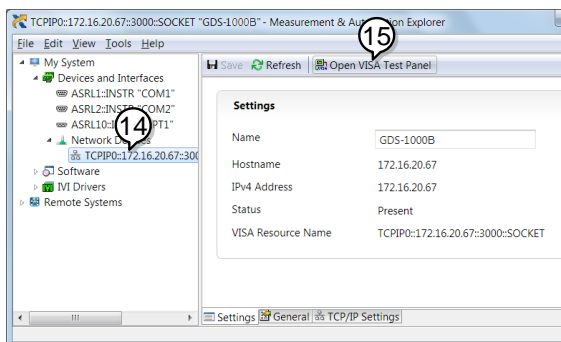 TCPIP0::172.16.20.67::3000::SOCKET "GDS-1000B" - Measurement & Explorer
15
File Edit View Tools Help
My System
Save Refresh Open VISA Test Panel
Devices and Interfaces
ASRL1::INSTR "COM1"
ASRL2::INSTR "COM2"
14
Network
TCPIP0::172.16.20.67::300
Software
IVI Drivers
Remote Systems
Settings
Name GDS-1000B
Hostname 172.16.20.67
IPv4 Address 172.16.20.67
Status Present
VISA Resource Name TCPIP0::172.16.20.67::3000::SOCKET
Settings General TCP/IP Settings